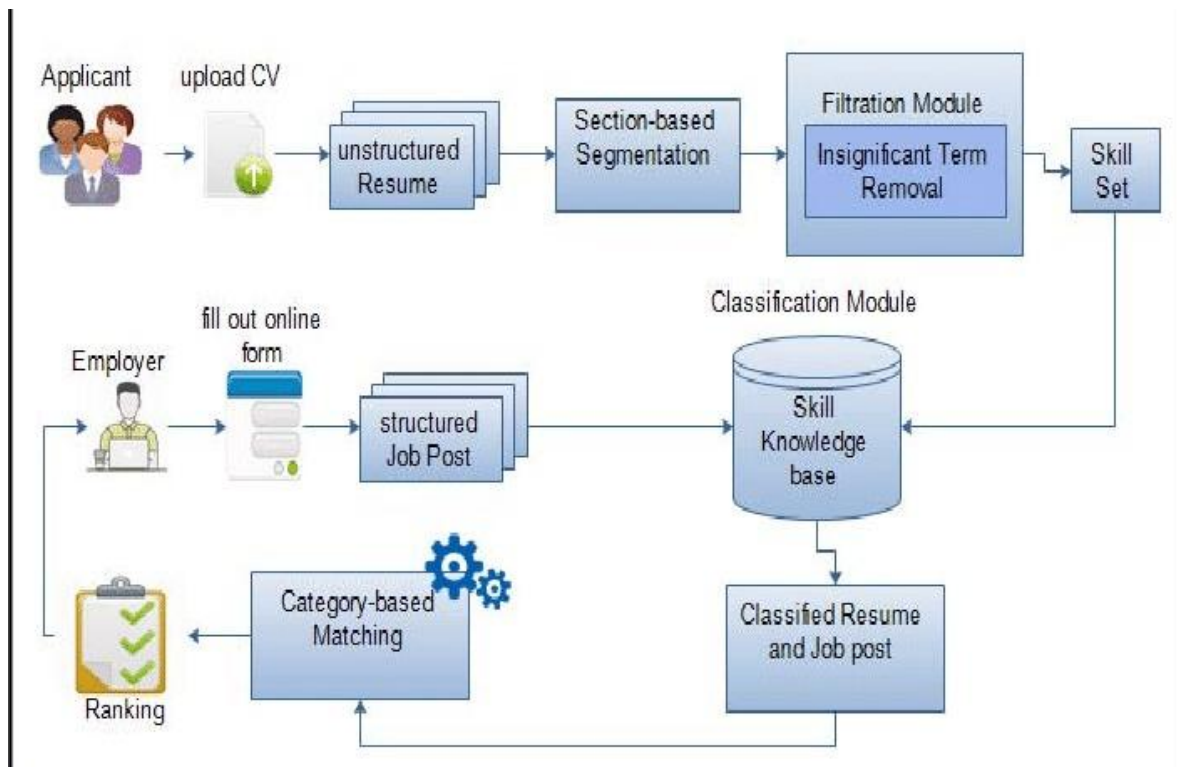 Applicant
upload CV
unstructured
Resume
Section-based
Segmentation
Filtration Module
Insignificant Term
Removal
Skill
Set
Employer
fill out online
form
structured
Job Post
Classification Module
Skill
Knowledge
base
Ranking
Category-based
Matching
Classified Resume
and Job post